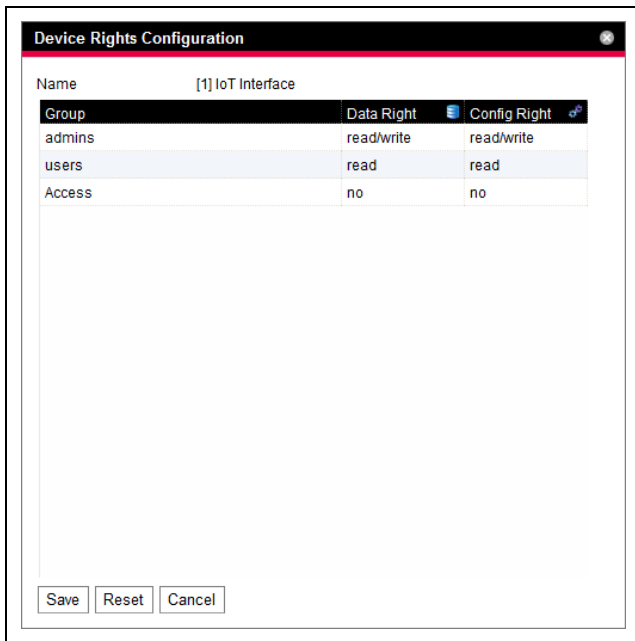 Device Rights Configuration
Name [1] IoT Interface
Group Data Right Config Right
admins read/write read/write
users read read
Access no no
Save Reset Cancel